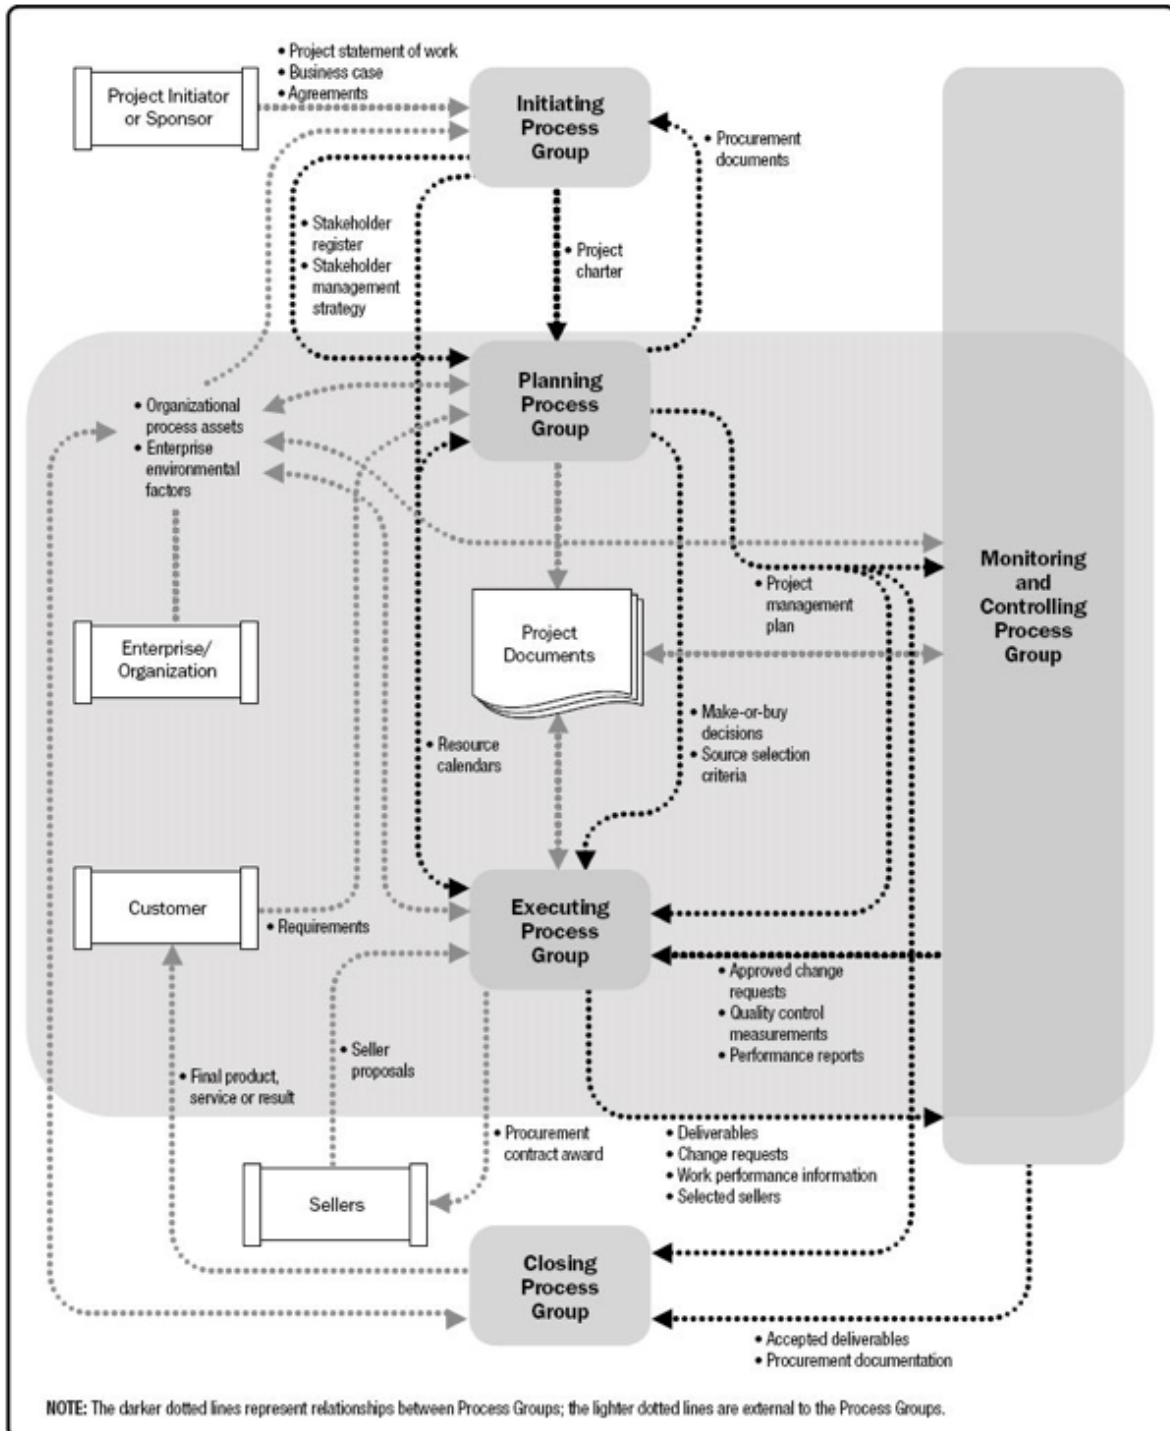 • Project statement of work
• Business case
• Agreements
Project Initiator
or Sponsor
Initiating
Process
Group
• Procurement
documents
• Stakeholder
register
• Stakeholder
management
strategy
• Project
charter
Planning
Process
Group
• Organizational
process assets
• Enterprise
environmental
factors
Monitoring
and
Controlling
Process
Group
• Project
management
plan
Enterprise/
Organization
Project
Documents
• Make-or-buy
decisions
• Source selection
criteria
• Resource
calendars
Customer
• Requirements
Executing
Process
Group
• Approved change
requests
• Quality control
measurements
• Performance reports
• Seller
proposals
• Final product,
service or result
• Procurement
contract award
• Deliverables
• Change requests
• Work performance information
• Selected sellers
Sellers
Closing
Process
Group
• Accepted deliverables
• Procurement documentation
NOTE: The darker dotted lines represent relationships between Process Groups; the lighter dotted lines are external to the Process Groups.